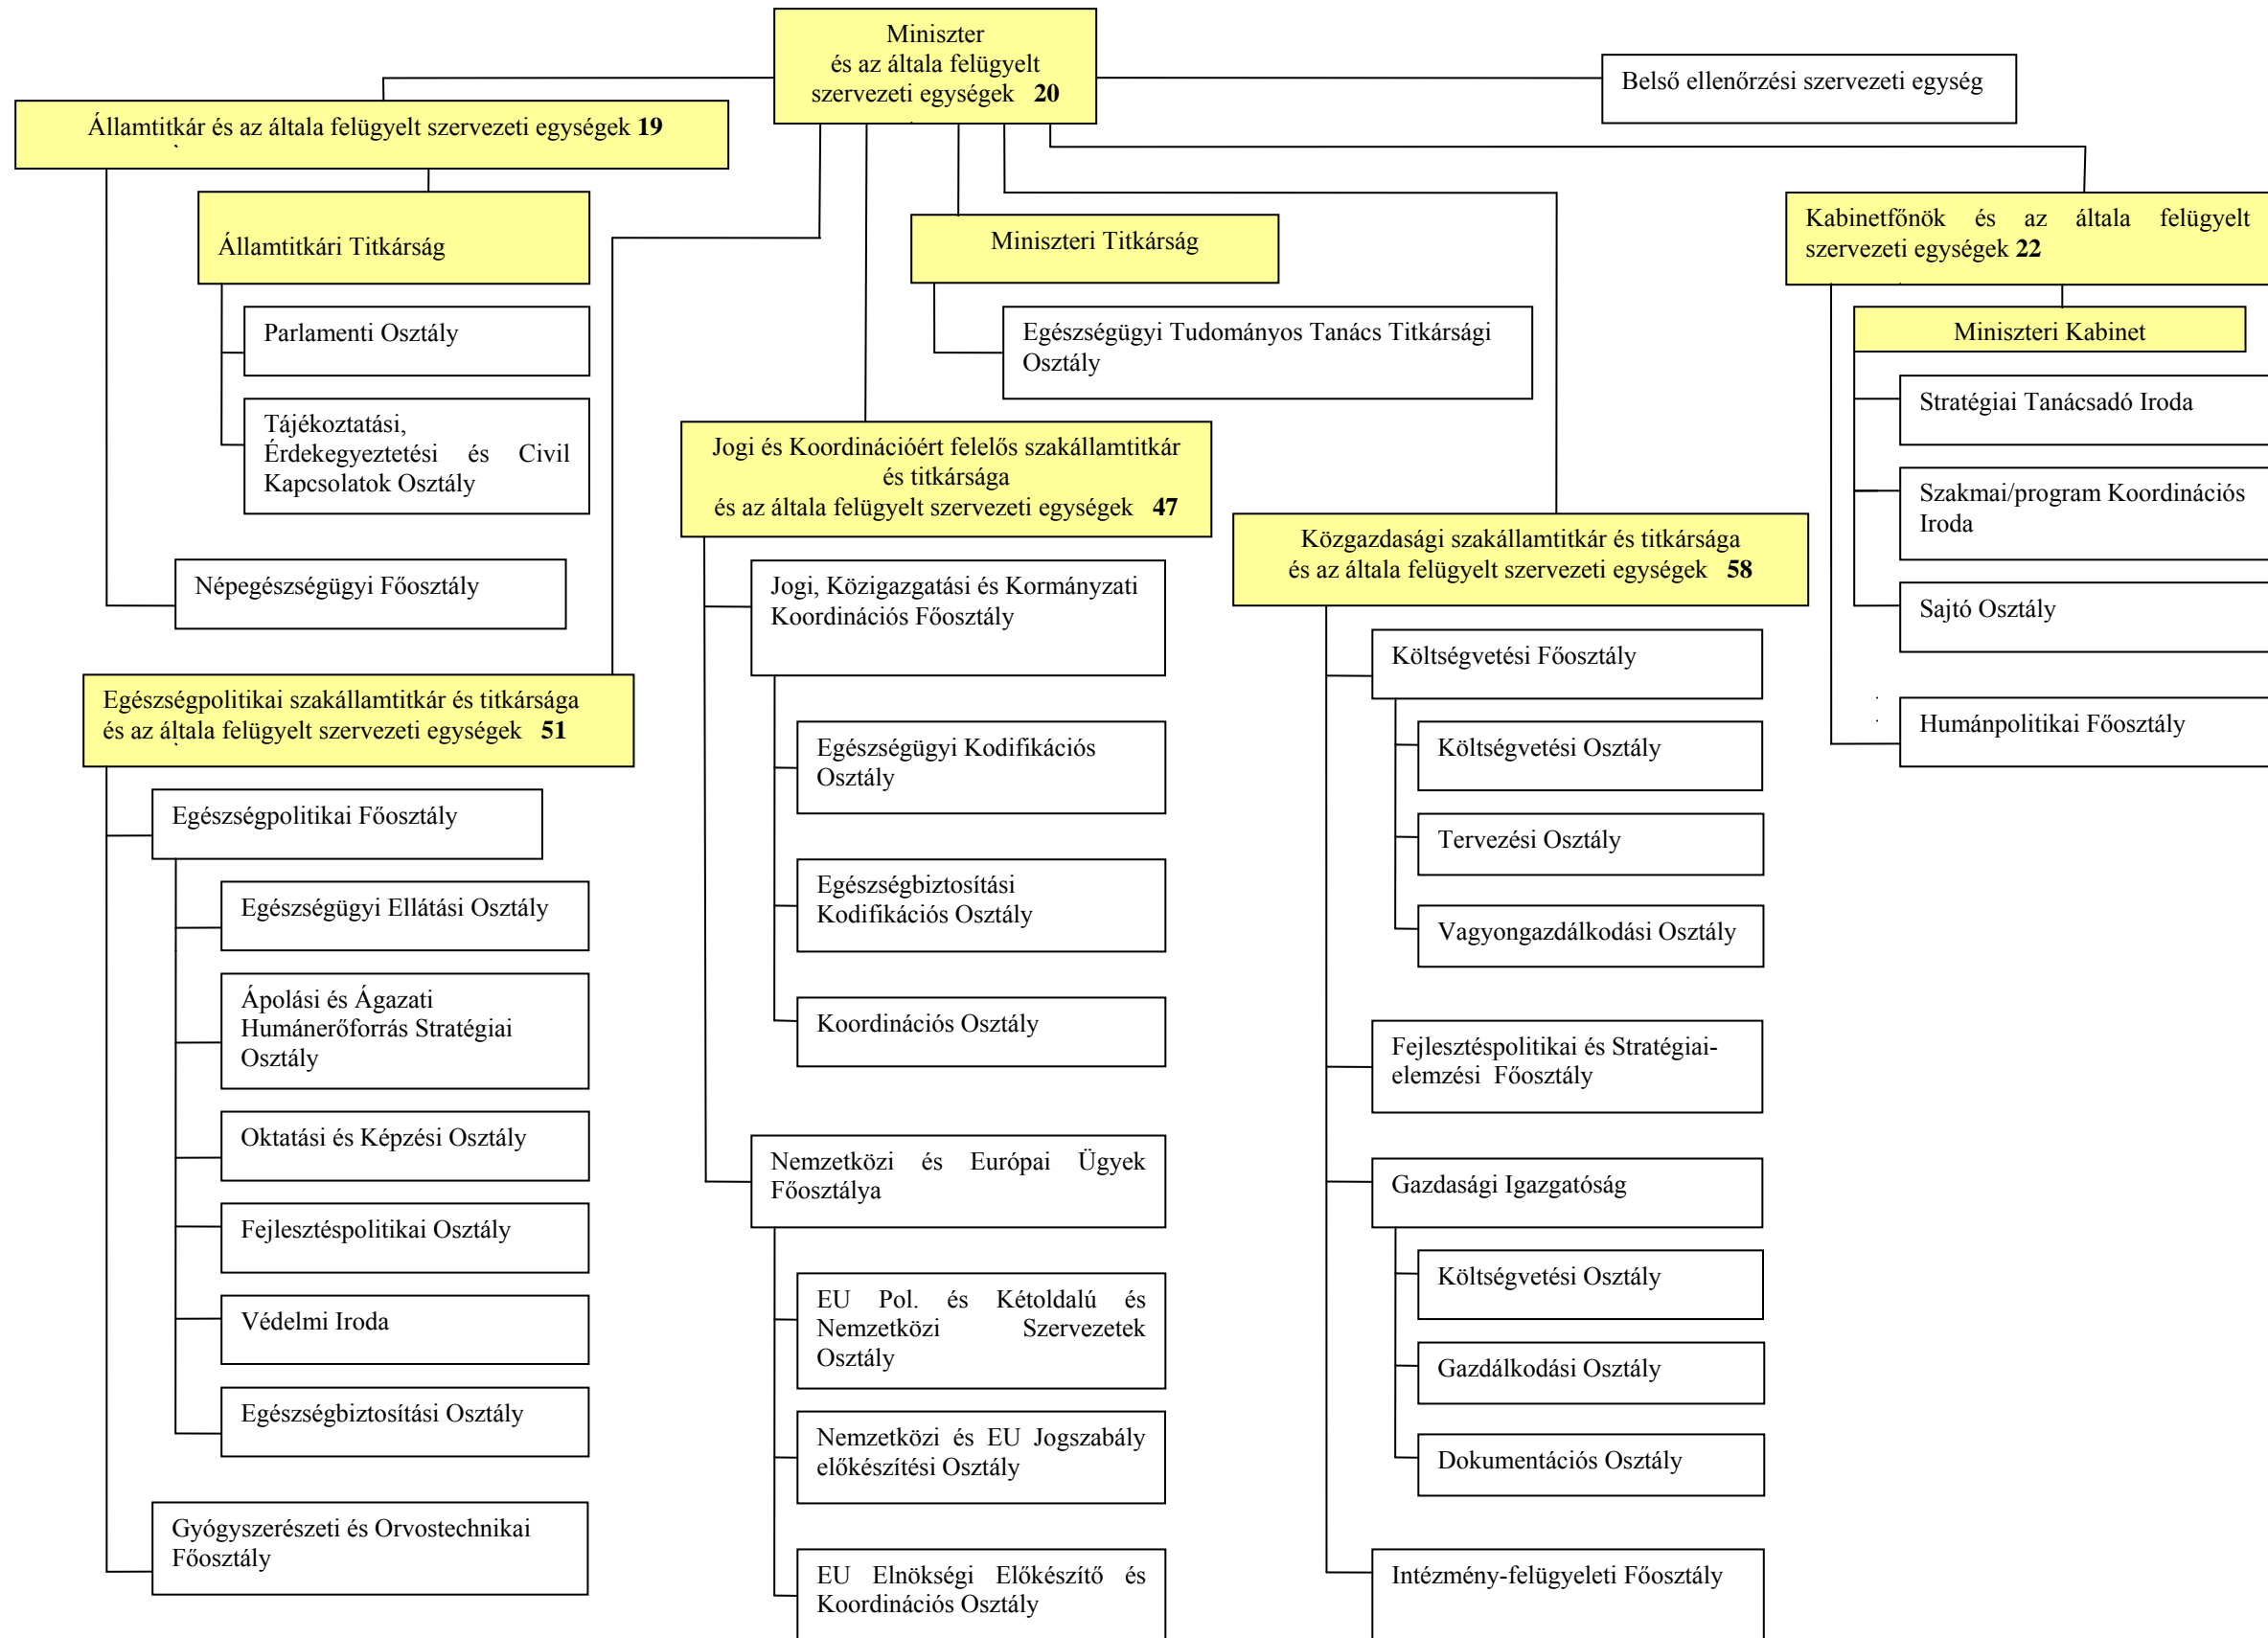 Miniszter
és az általa felügyelt
szervezeti egységek 20
Belső ellenőrzési szervezeti egység
Államtitkár és az általa felügyelt szervezeti egységek 19
Államtitkári Titkárság
Parlamenti Osztály
Tájékoztatási,
Érdekegyeztetési és Civil
Kapcsolatok Osztály
Népegészségügyi Főosztály
Egészségpolitikai szakállamtitkár és titkársága
és az általa felügyelt szervezeti egységek 51
Egészségpolitikai Főosztály
Egészségügyi Ellátási Osztály
Ápolási és Ágazati
Humánerőforrás Stratégiai
Osztály
Oktatási és Képzési Osztály
Fejlesztéspolitikai Osztály
Védelmi Iroda
Egészségbiztosítási Osztály
Gyógyszerészeti és Orvostechnikai
Főosztály
Miniszteri Titkárság
Egészségügyi Tudományos Tanács Titkársági
Osztály
Jogi és Koordinációért felelős szakállamtitkár
és titkársága
és az általa felügyelt szervezeti egységek 47
Jogi, Közigazgatási és Kormányzati
Koordinációs Főosztály
Egészségügyi Kodifikációs
Osztály
Egészségbiztosítási
Kodifikációs Osztály
Koordinációs Osztály
Nemzetközi és Európai Ügyek
Főosztálya
EU Pol. és Kétoldalú és
Nemzetközi Szervezetek
Osztály
Nemzetközi és EU Jogszabály
előkészítési Osztály
EU Elnökségi Előkészítő és
Koordinációs Osztály
Közgazdasági szakállamtitkár és titkársága
és az általa felügyelt szervezeti egységek 58
Költségvetési Főosztály
Költségvetési Osztály
Tervezési Osztály
Vagyongazdálkodási Osztály
Fejlesztéspolitikai és Stratégiai-
elemzési Főosztály
Gazdasági Igazgatóság
Költségvetési Osztály
Gazdálkodási Osztály
Dokumentációs Osztály
Intézmény-felügyeleti Főosztály
Kabinetfőnök és az általa felügyelt
szervezeti egységek 22
Miniszteri Kabinet
Stratégiai Tanácsadó Iroda
Szakmai/program Koordinációs
Iroda
Sajtó Osztály
Humánpolitikai Főosztály